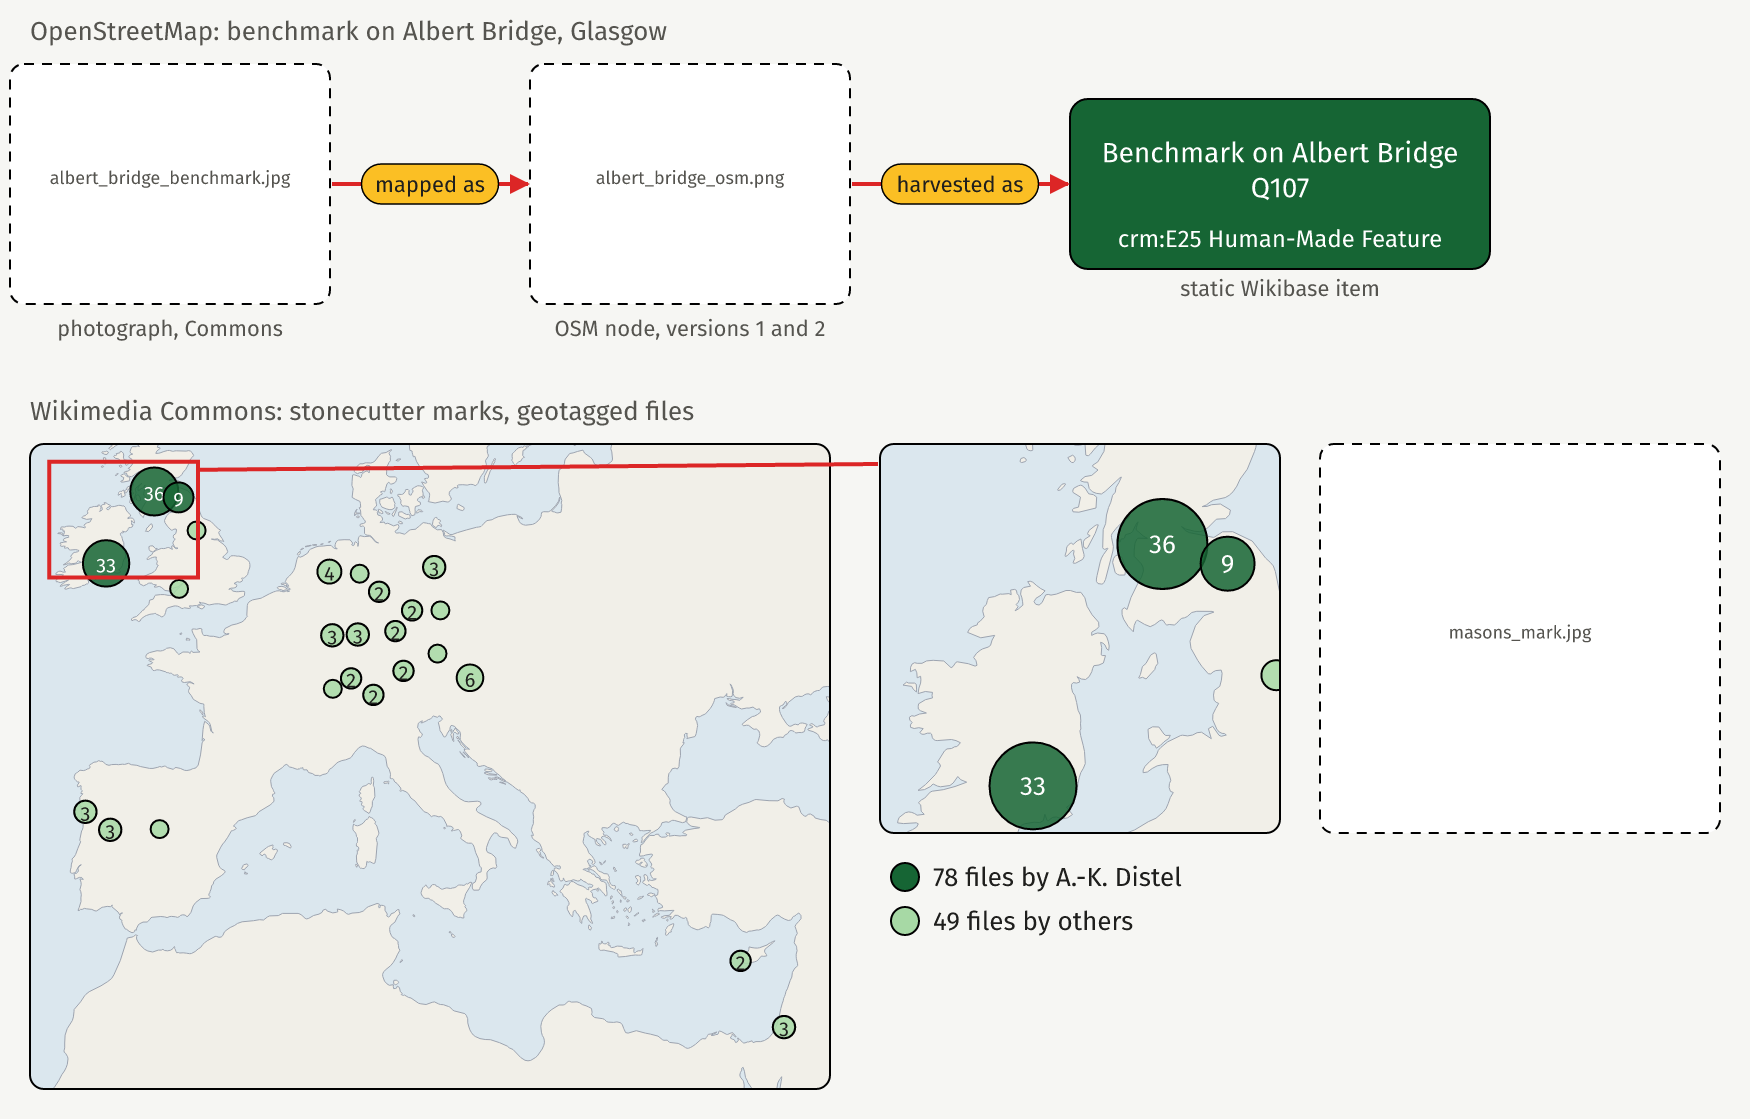 OpenStreetMap: benchmark on Albert Bridge, Glasgow
albert_bridge_benchmark.jpg
mapped as
albert_bridge_osm.png
harvested as
Benchmark on Albert Bridge
Q107
crm:E25 Human-Made Feature
static Wikibase item
photograph, Commons
OSM node, versions 1 and 2
Wikimedia Commons: stonecutter marks, geotagged files
36
9
33
4
3
2
2
3
3
2
2
2
2
6
3
3
2
3
36
9
33
masons_mark.jpg
78 files by A.-K. Distel
49 files by others